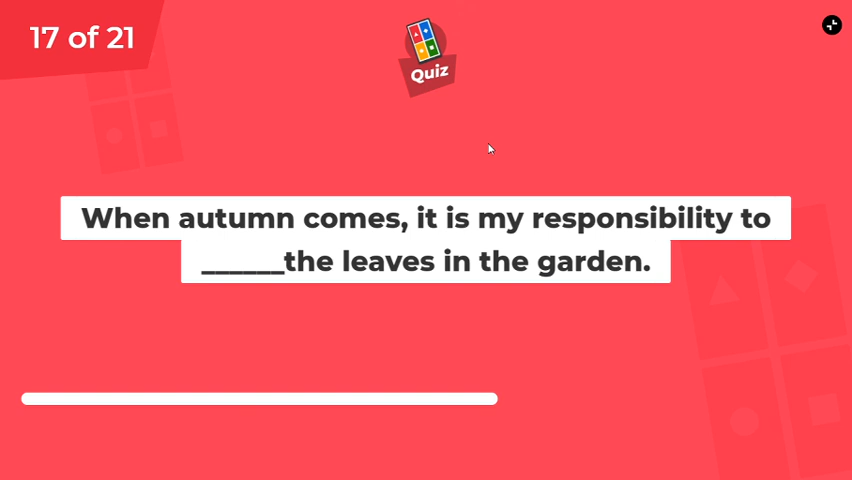 17 of 21
Quiz
When autumn comes, it is my responsibility to
______the leaves in the garden.